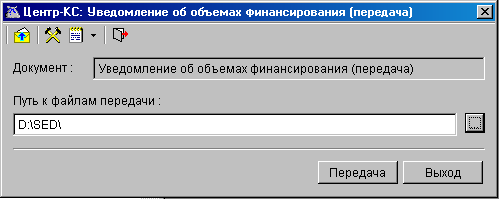 Центр-КС: Уведомление об объемах финансирования (передача)
Документ : Уведомление об объемах финансирования (передача)
Путь к файлам передачи :
D:\SED\
...
Передача Выход